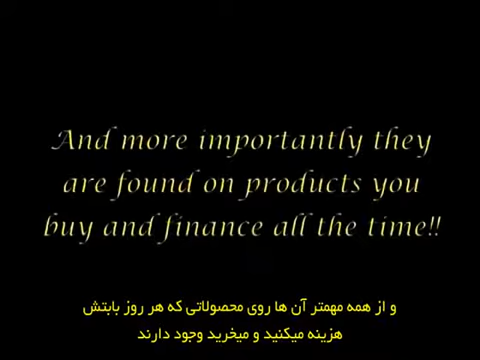 And more importantly they
are found on products you
buy and finance all the time!!
و از همه مهمتر آن ها روی محصولاتی که هر روز بابتش
هزینه میکنید و میخرید وجود دارند